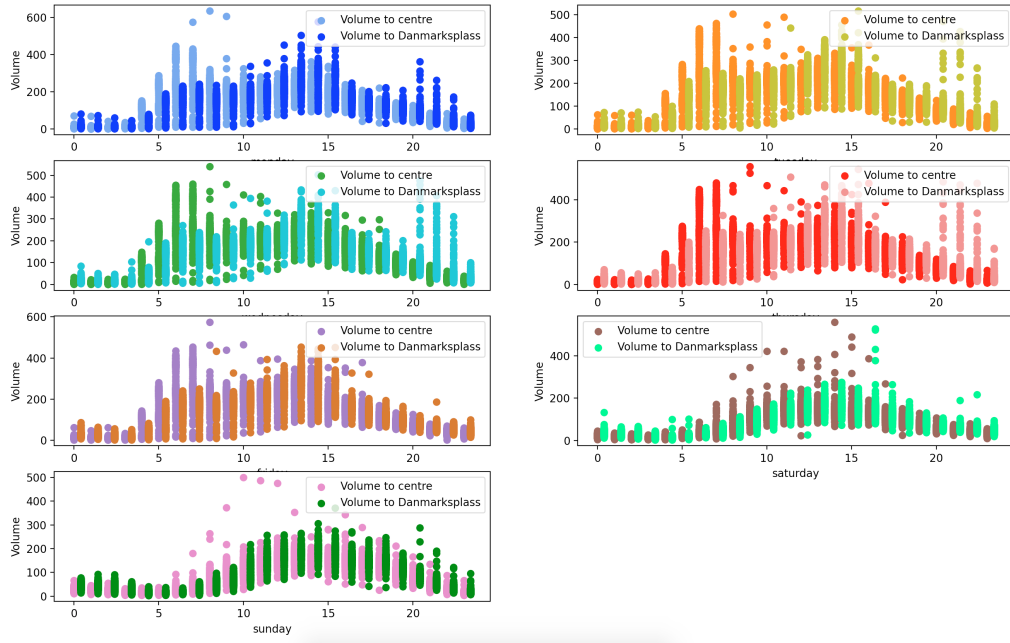 Volume
600
400
200
0
Volume to centre
Volume to Danmarksplass
0 5 10 15 20
monday
Volume
500
400
300
200
100
0
Volume to centre
Volume to Danmarksplass
0 5 10 15 20
tuesday
Volume
500
400
300
200
100
0
Volume to centre
Volume to Danmarksplass
0 5 10 15 20
wednesday
Volume
400
200
0
Volume to centre
Volume to Danmarksplass
0 5 10 15 20
thursday
Volume
600
400
200
0
Volume to centre
Volume to Danmarksplass
0 5 10 15 20
friday
Volume
400
200
0
Volume to centre
Volume to Danmarksplass
0 5 10 15 20
saturday
Volume
500
400
300
200
100
0
Volume to centre
Volume to Danmarksplass
0 5 10 15 20
sunday